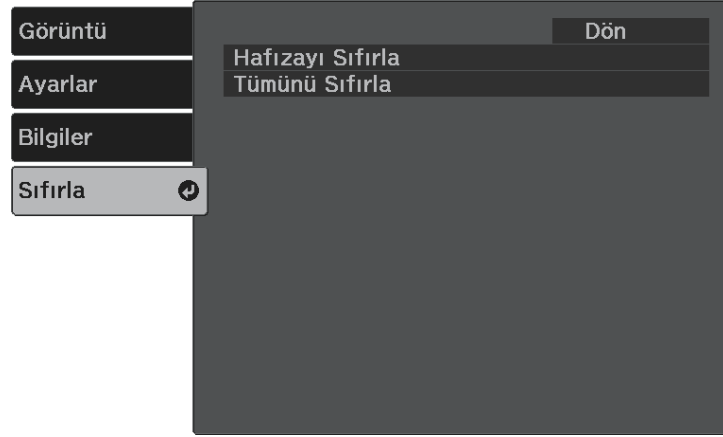 Görüntü
Ayarlar
Bilgiler
Sıfırla
Dön
Hafızayı Sıfırla
Tümünü Sıfırla